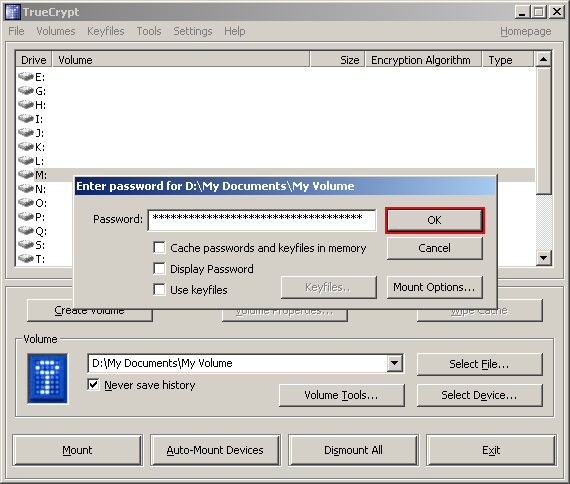 TrueCrypt
File Volumes Keyfiles Tools Settings Help Homepage
Drive Volume Size Encryption Algorithm Type
E:
G:
H:
I:
J:
K:
L:
M:
N:
O:
P:
Q:
S:
T:
Enter password for D:\My Documents\My Volume
Password: ************************************
OK
Cache passwords and keyfiles in memory
Cancel
Display Password
Use keyfiles
Keyfiles..
Mount Options...
Create Volume
Volume Properties...
Wipe Cache
Volume
D:\My Documents\My Volume
Select File...
Never save history
Volume Tools...
Select Device...
Mount
Auto-Mount Devices
Dismount All
Exit